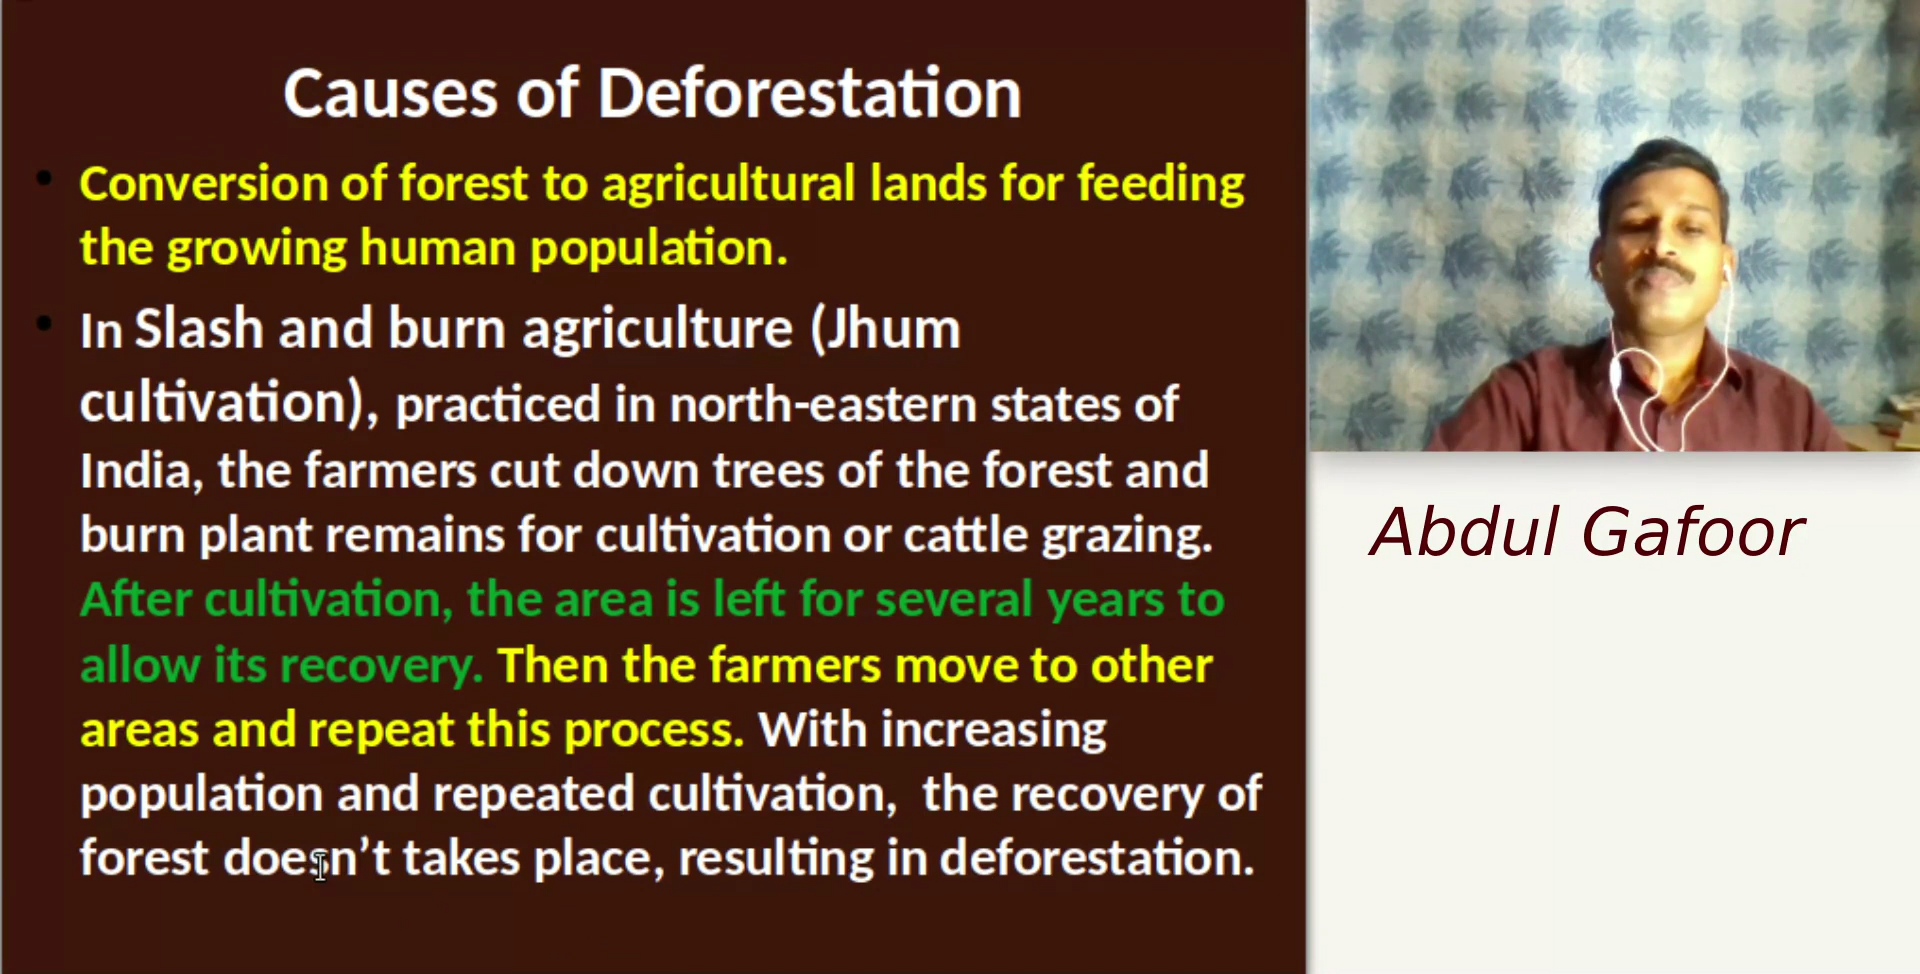 Causes of Deforestation
• Conversion of forest to agricultural lands for feeding
the growing human population.
• In Slash and burn agriculture (Jhum
cultivation), practiced in north-eastern states of
India, the farmers cut down trees of the forest and
burn plant remains for cultivation or cattle grazing.
After cultivation, the area is left for several years to
allow its recovery. Then the farmers move to other
areas and repeat this process. With increasing
population and repeated cultivation,  the recovery of
forest doesn’t takes place, resulting in deforestation.
Abdul Gafoor